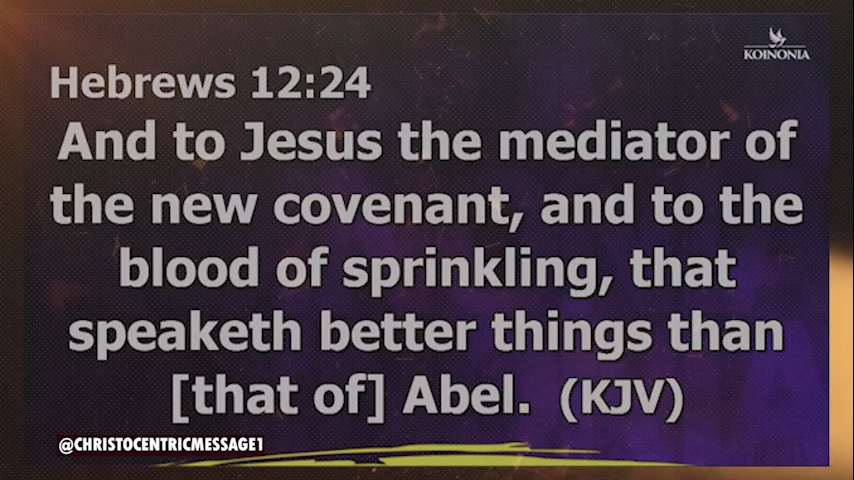 KOINONIA
Hebrews 12:24
And to Jesus the mediator of
the new covenant, and to the
blood of sprinkling, that
speaketh better things than
[that of] Abel. (KJV)
@CHRISTOCENTRICMESSAGE1